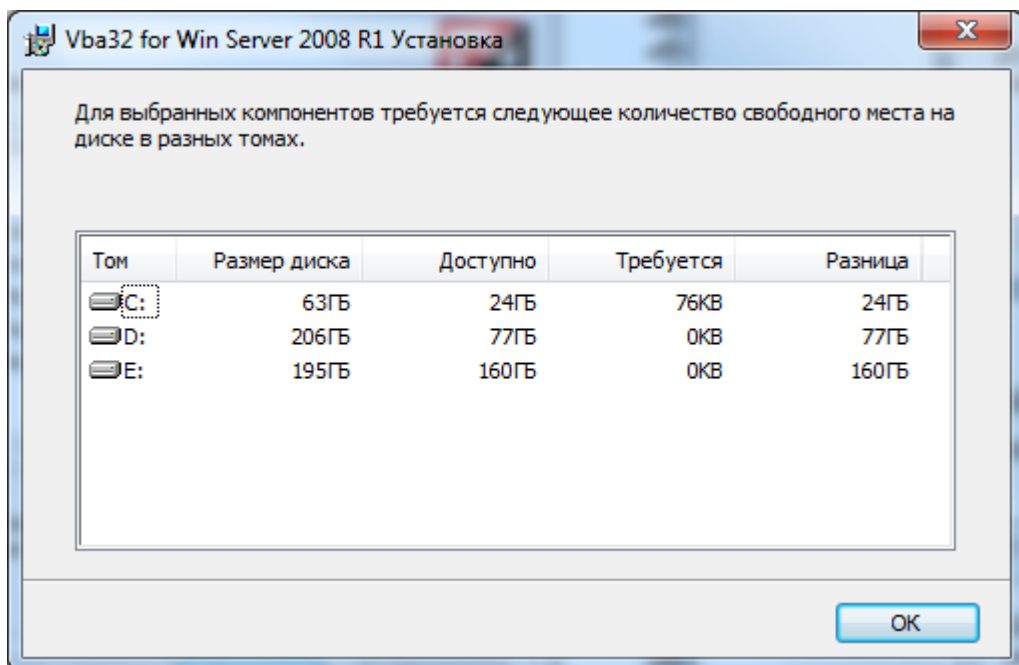 Vba32 for Win Server 2008 R1 Установка
Для выбранных компонентов требуется следующее количество свободного места на
диске в разных томах.
Том Размер диска Доступно Требуется Разница
C: 63ГБ 24ГБ 76KB 24ГБ
D: 206ГБ 77ГБ 0KB 77ГБ
E: 195ГБ 160ГБ 0KB 160ГБ
OK